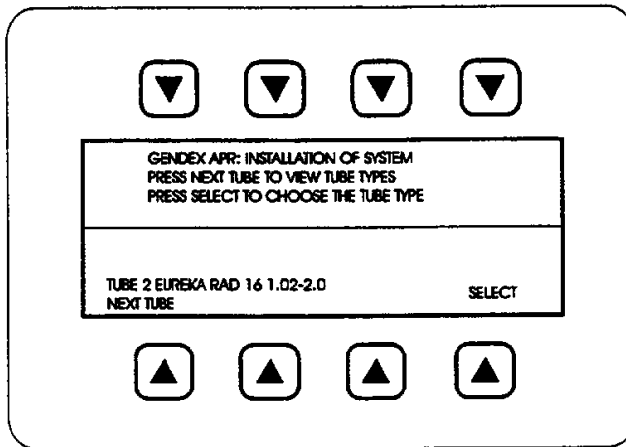 GENDEX APR: INSTALLATION OF SYSTEM
PRESS NEXT TUBE TO VIEW TUBE TYPES
PRESS SELECT TO CHOOSE THE TUBE TYPE
TUBE 2 EUREKA RAD 16 1.02-2.0
NEXT TUBE
SELECT